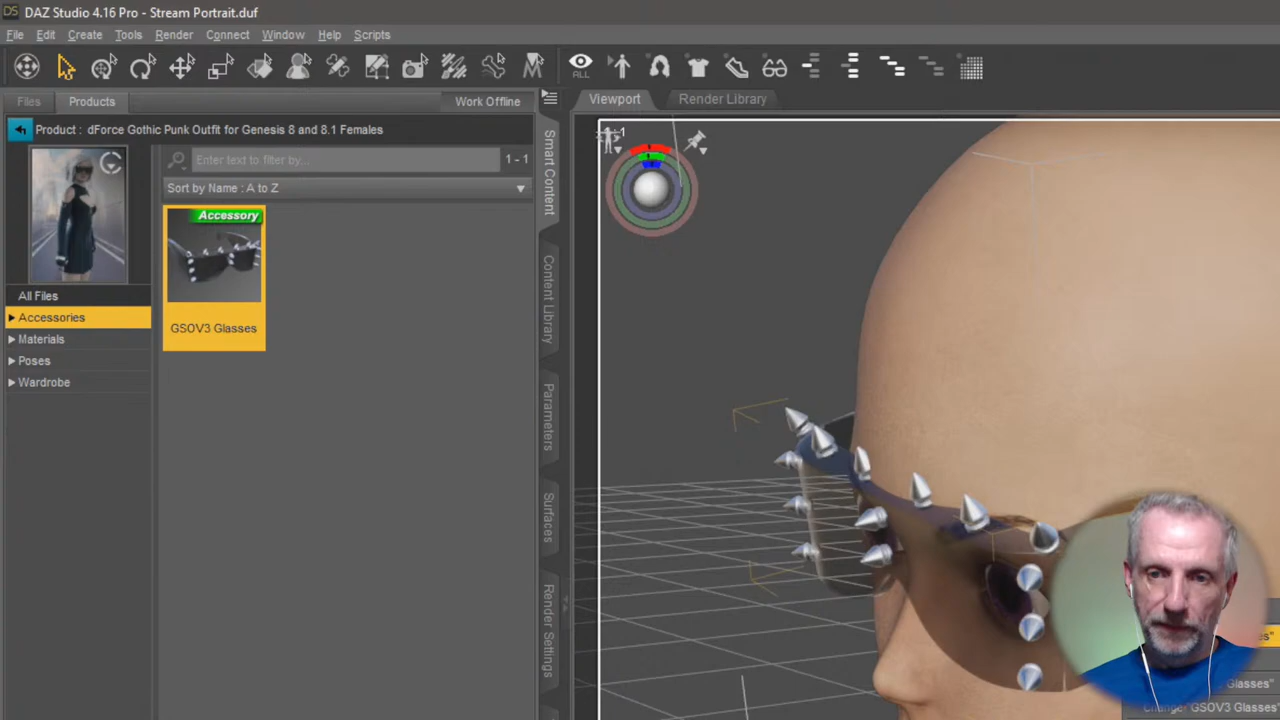 DS DAZ Studio 4.16 Pro - Stream Portrait.duf
File Edit Create Tools Render Connect Window Help Scripts
ALL
Files Products Work Offline
Viewport Render Library
Product : dForce Gothic Punk Outfit for Genesis 8 and 8.1 Females
Enter text to filter by... 1 - 1
Sort by Name : A to Z
Accessory
GSOV3 Glasses
All Files
Accessories
Materials
Poses
Wardrobe
Smart Content
Content Library
Parameters
Surfaces
Render Settings
es"
Glasses"
Change "GSOV3 Glasses"